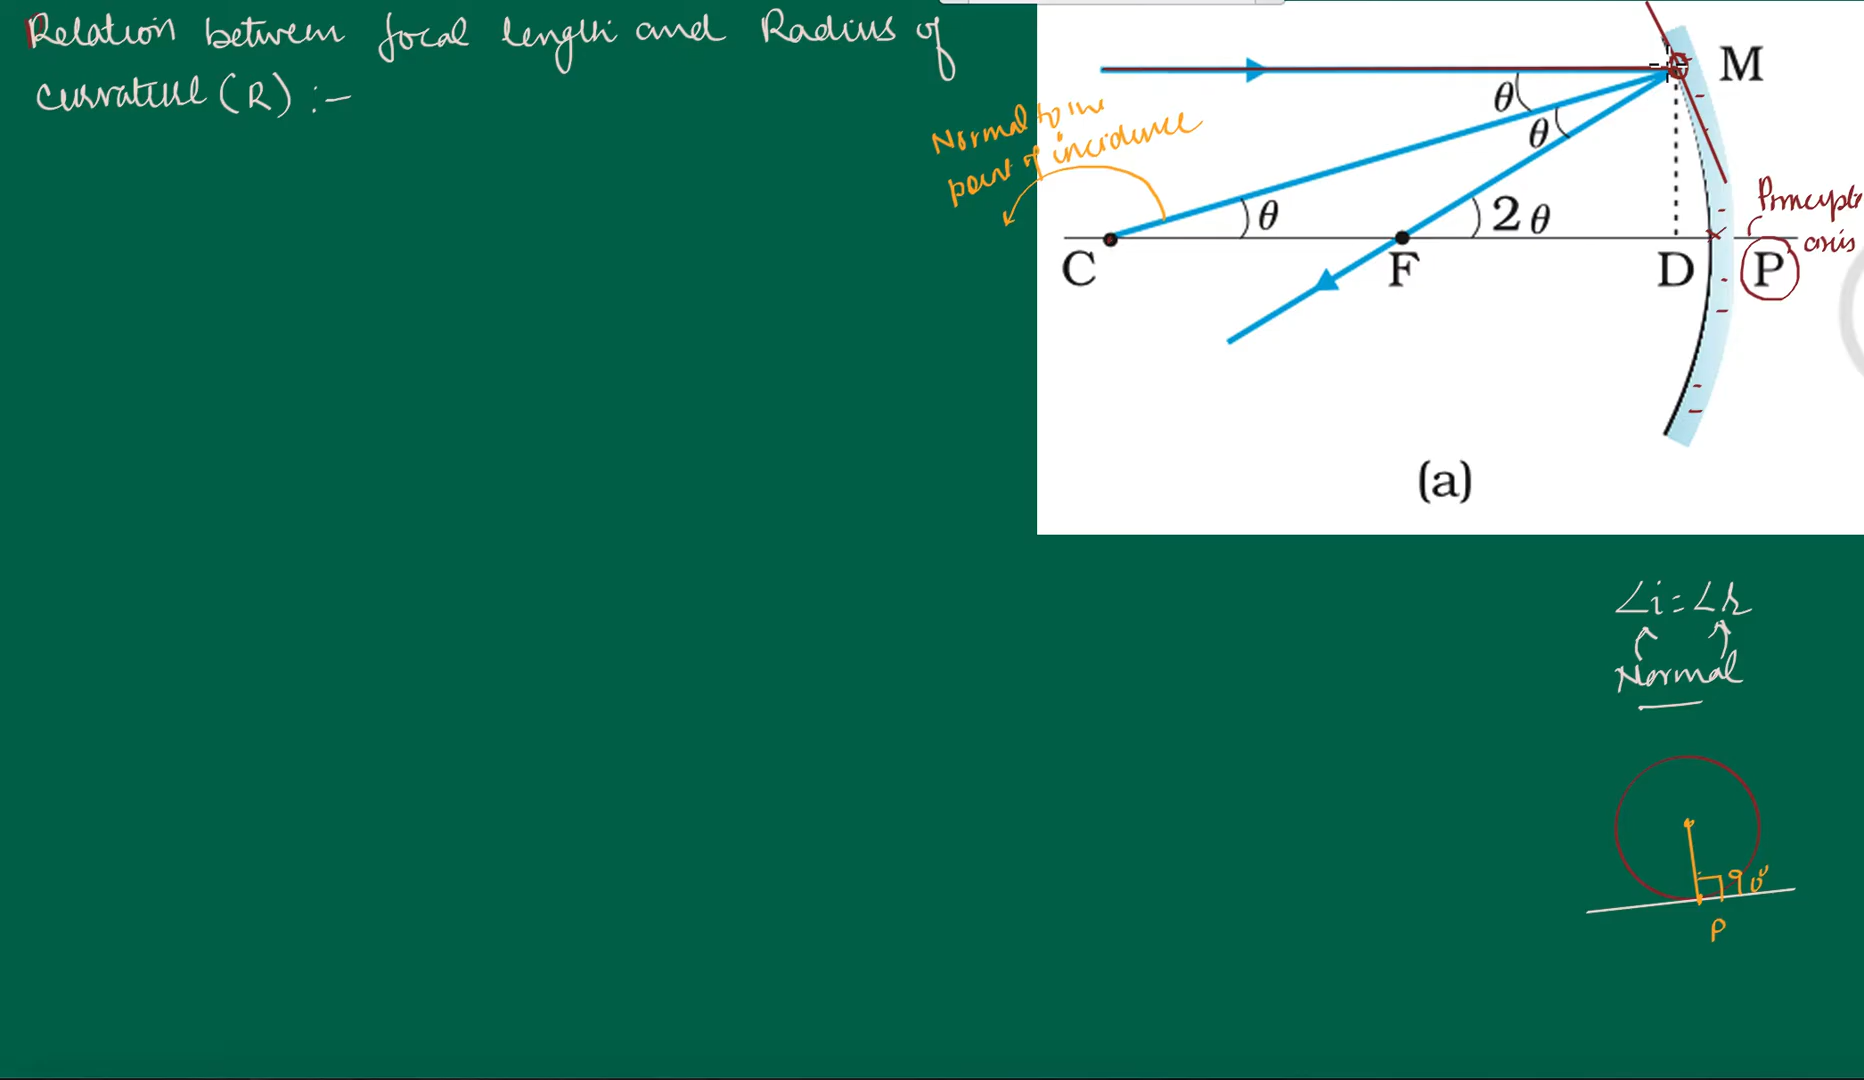 Relation between focal length and Radius of
curvature (R) :-
M
θ
θ
Normal to the
point of incidence
θ
2θ
Principle
axis
C
F
D
P
(a)
∠i = ∠r
Normal
90°
P